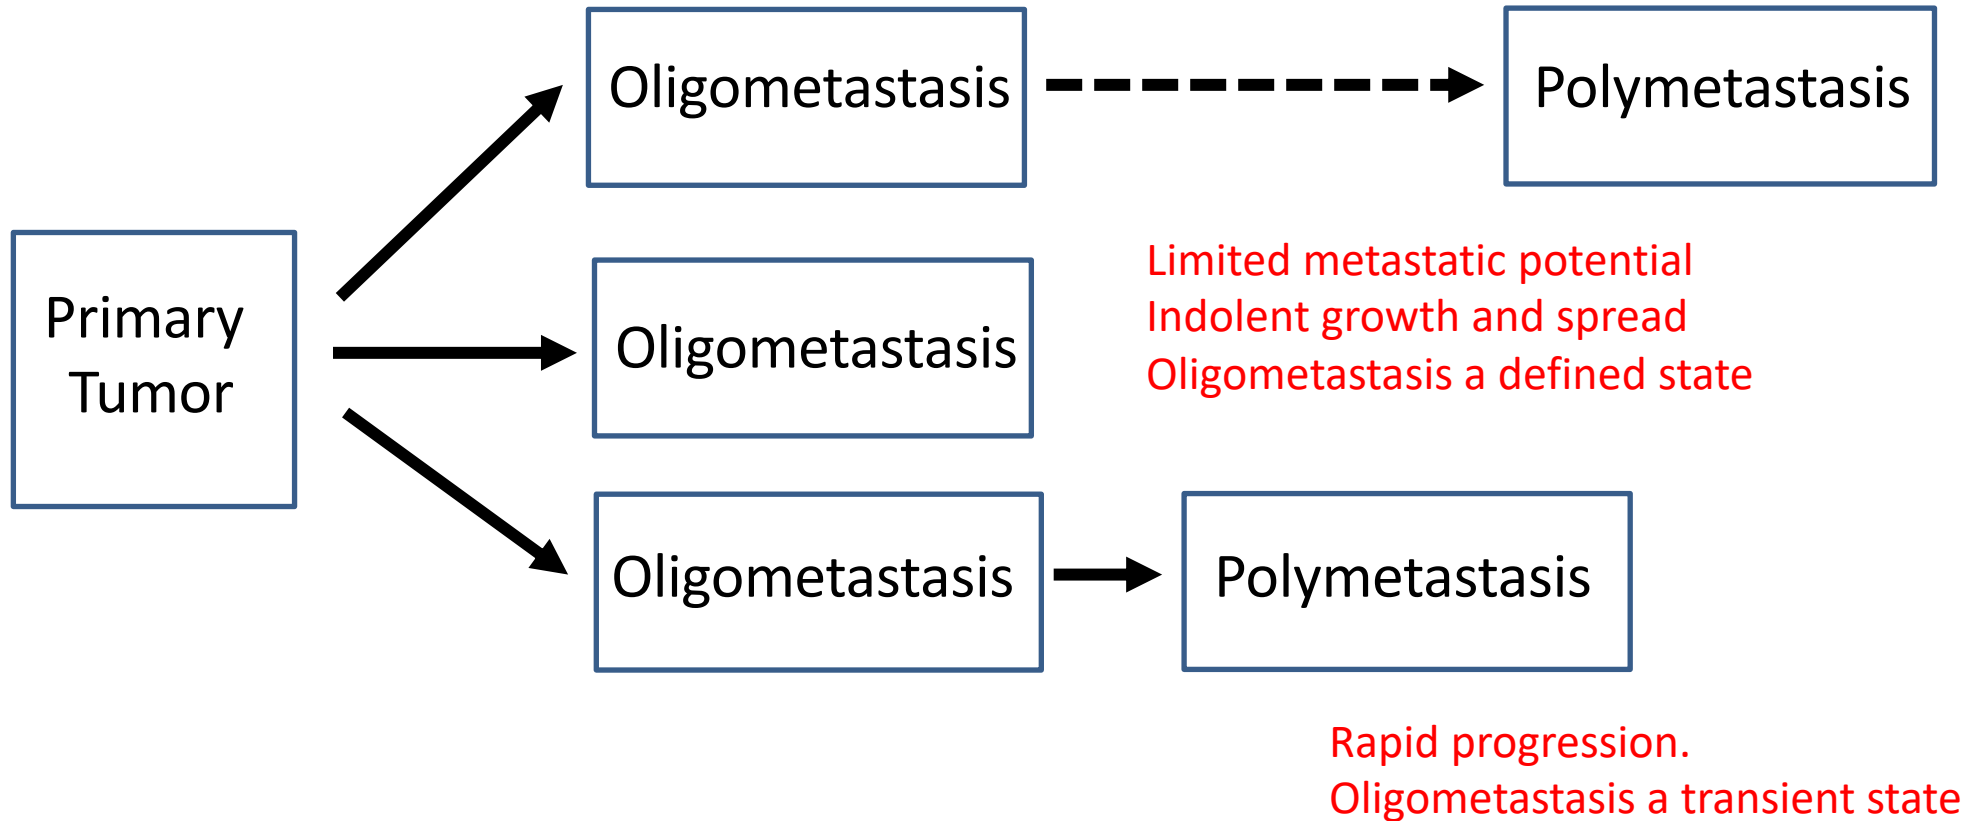 Oligometastasis
Polymetastasis
Primary
Tumor
Oligometastasis
Limited metastatic potential
Indolent growth and spread
Oligometastasis a defined state
Oligometastasis
Polymetastasis
Rapid progression.
Oligometastasis a transient state